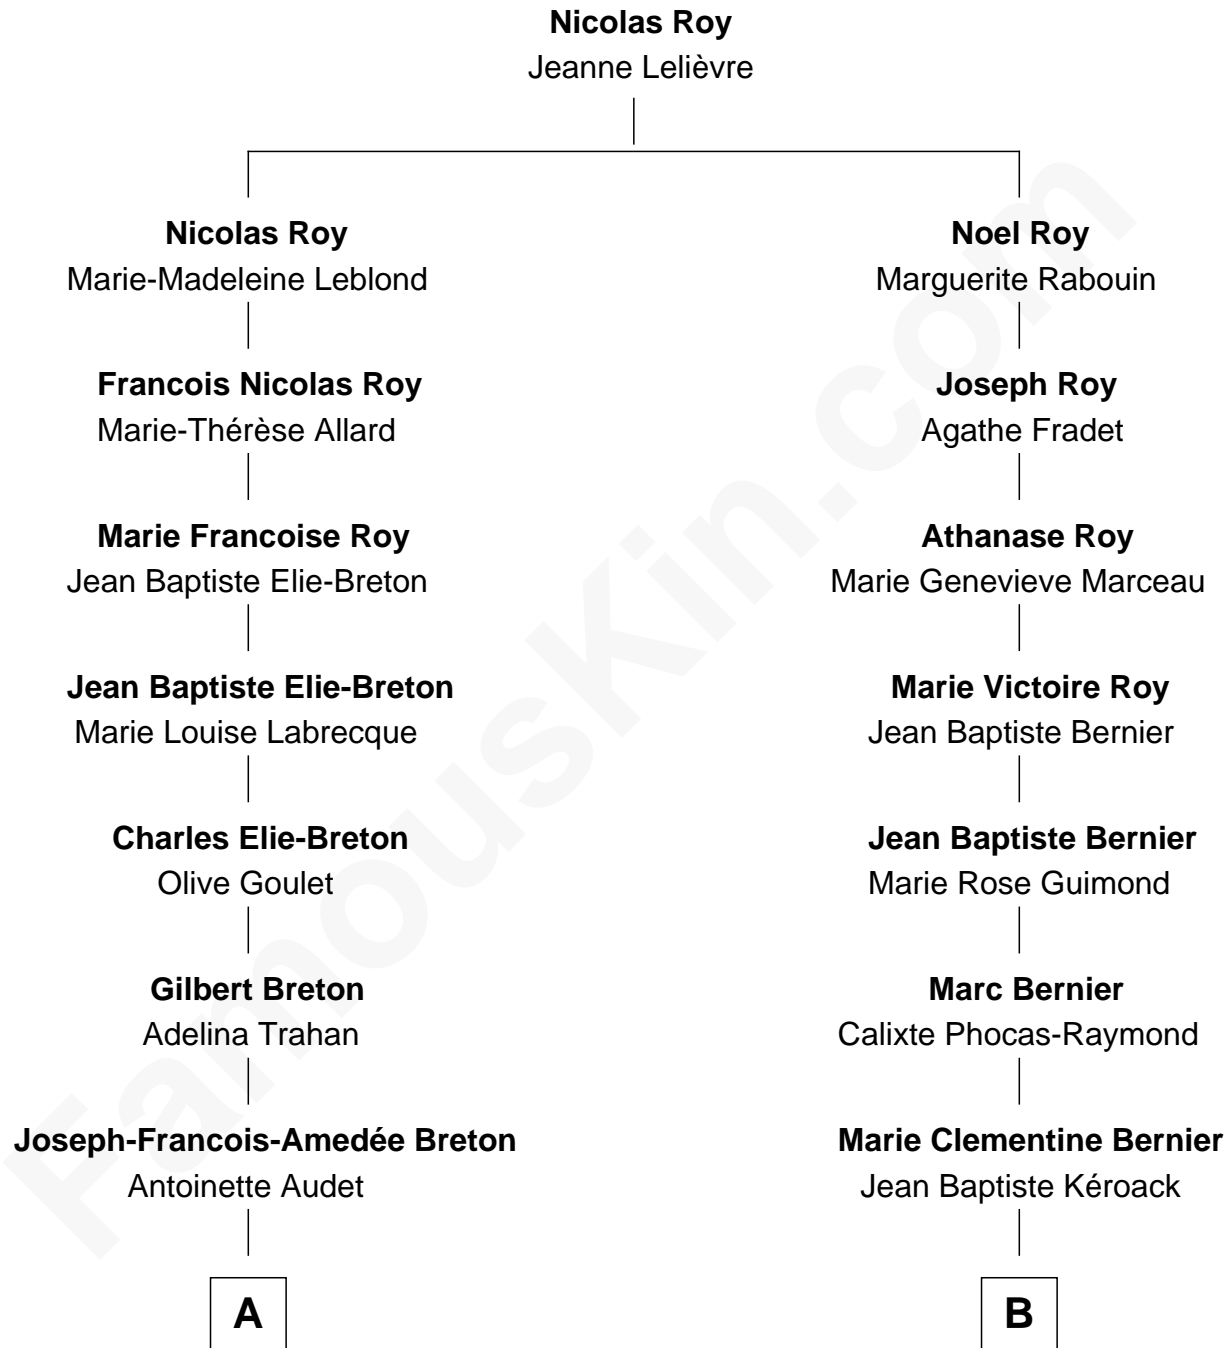 Nicolas Roy
Jeanne Lelièvre
Nicolas Roy
Marie-Madeleine Leblond
Noel Roy
Marguerite Rabouin
Francois Nicolas Roy
Marie-Thérèse Allard
Joseph Roy
Agathe Fradet
Marie Francoise Roy
Jean Baptiste Elie-Breton
Athanase Roy
Marie Genevieve Marceau
Jean Baptiste Elie-Breton
Marie Louise Labrecque
Marie Victoire Roy
Jean Baptiste Bernier
Charles Elie-Breton
Olive Goulet
Jean Baptiste Bernier
Marie Rose Guimond
Gilbert Breton
Adelina Trahan
Marc Bernier
Calixte Phocas-Raymond
Joseph-Francois-Amedée Breton
Antoinette Audet
Marie Clementine Bernier
Jean Baptiste Kéroack
A
B
FamousKin.com